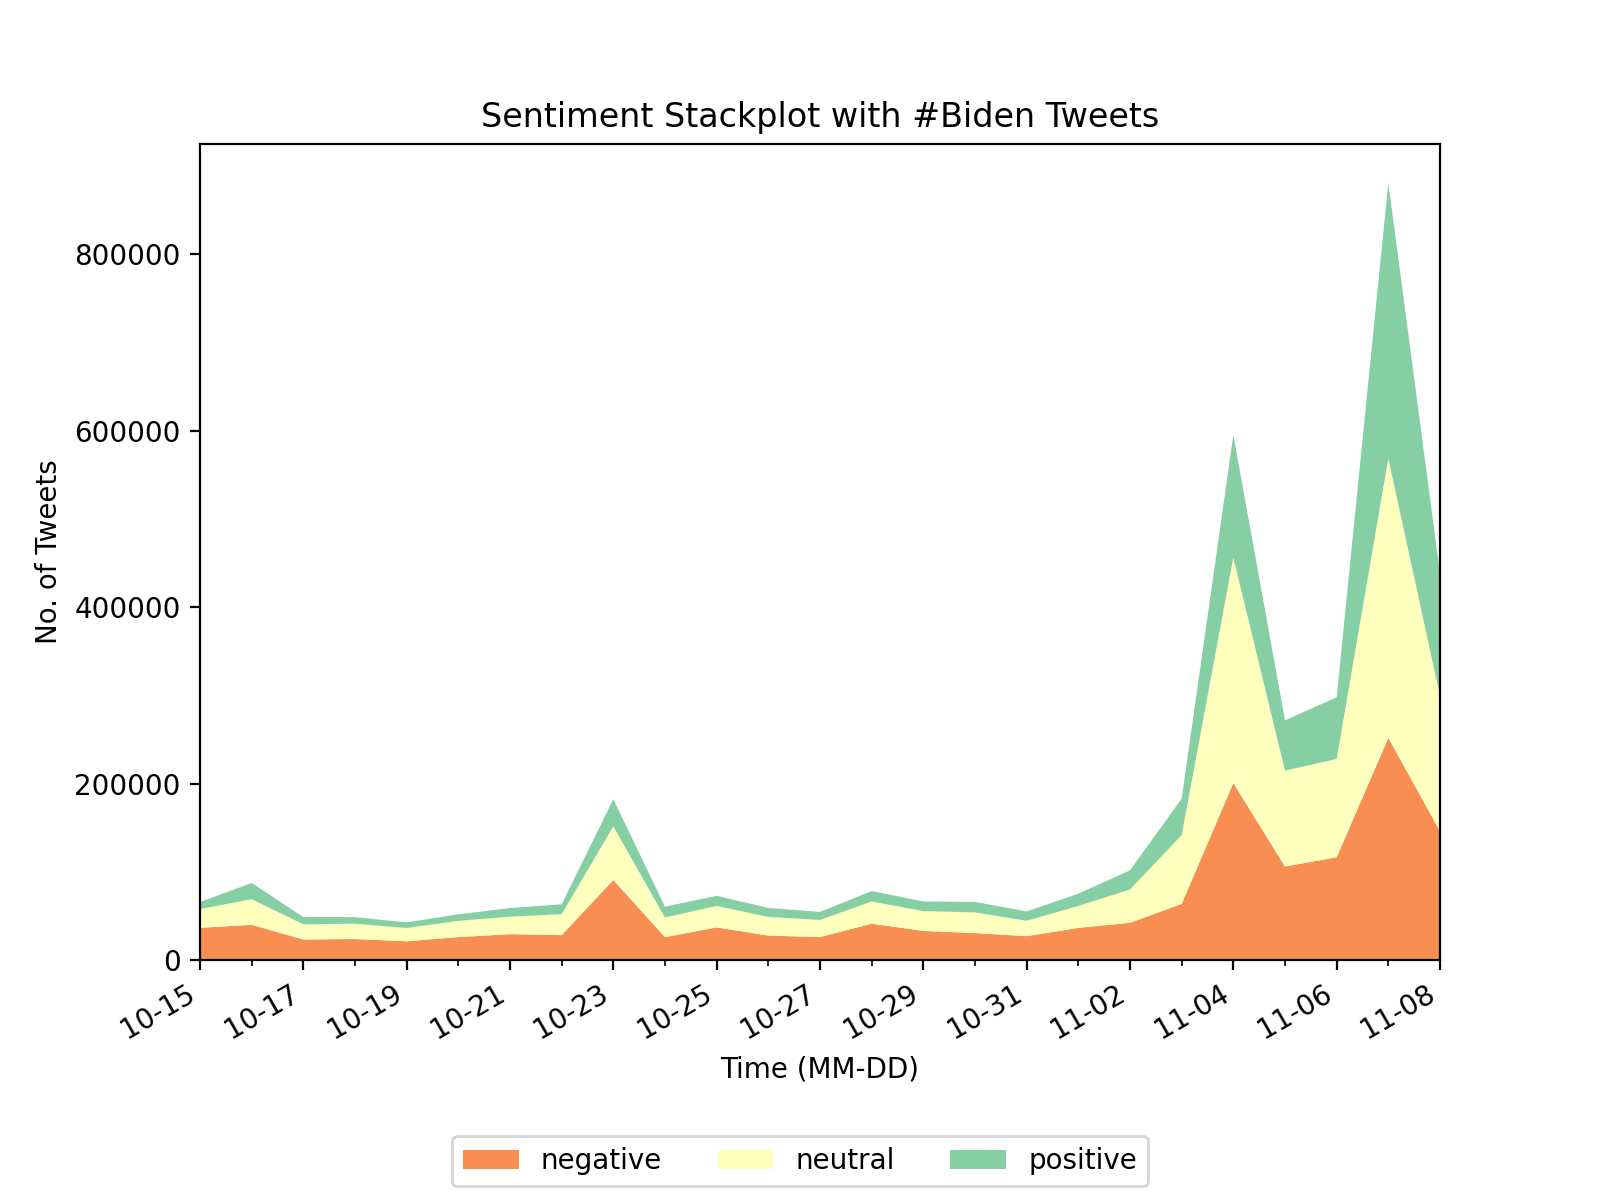 Sentiment Stackplot with #Biden Tweets
No. of Tweets
800000
600000
400000
200000
0
10-15 10-17 10-19 10-21 10-23 10-25 10-27 10-29 10-31 11-02 11-04 11-06 11-08
Time (MM-DD)
negative neutral positive